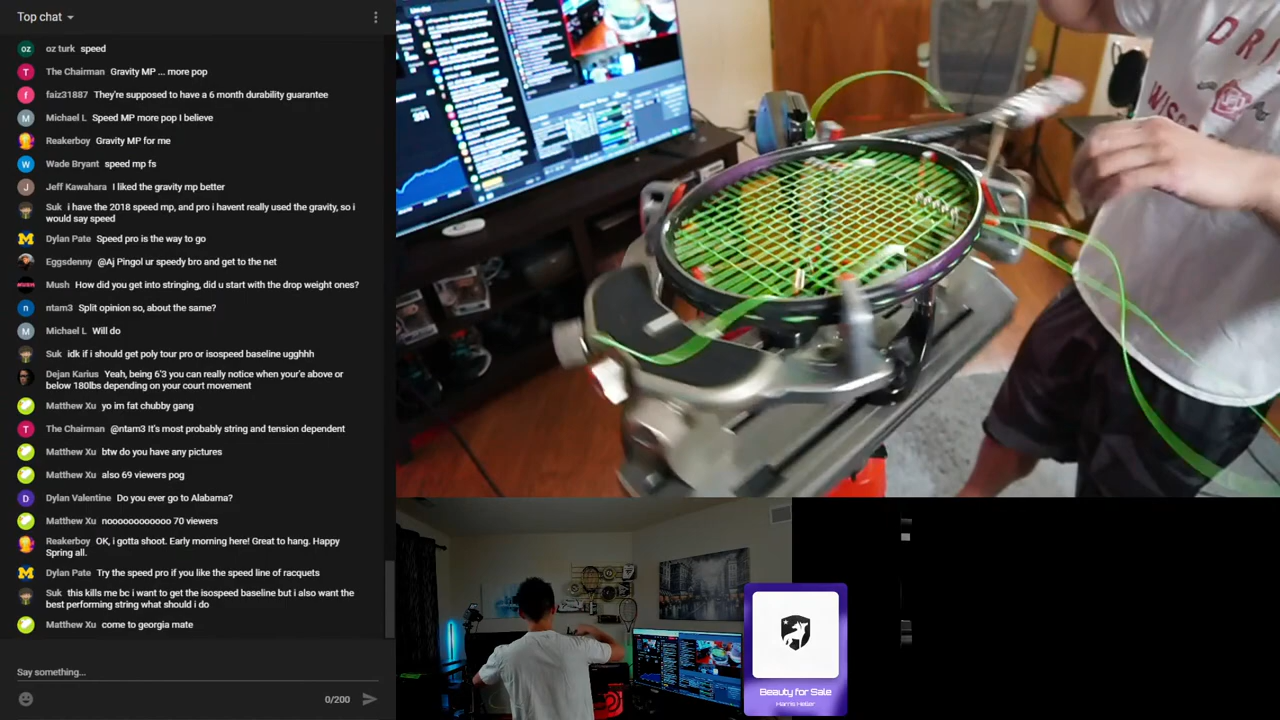 Top chat
oz turk speed
The Chairman Gravity MP ... more pop
faiz31887 They're supposed to have a 6 month durability guarantee
Michael L Speed MP more pop I believe
Reakerboy Gravity MP for me
Wade Bryant speed mp fs
Jeff Kawahara I liked the gravity mp better
Suk i have the 2018 speed mp, and pro i havent really used the gravity, so i
would say speed
Dylan Pate Speed pro is the way to go
Eggsdenny @Aj Pingol ur speedy bro and get to the net
Mush How did you get into stringing, did u start with the drop weight ones?
ntam3 Split opinion so, about the same?
Michael L Will do
Suk idk if i should get poly tour pro or isospeed baseline ugghhh
Dejan Karius Yeah, being 6'3 you can really notice when your'e above or
below 180lbs depending on your court movement
Matthew Xu yo im fat chubby gang
The Chairman @ntam3 It's most probably string and tension dependent
Matthew Xu btw do you have any pictures
Matthew Xu also 69 viewers pog
Dylan Valentine Do you ever go to Alabama?
Matthew Xu noooooooooooo 70 viewers
Reakerboy OK, i gotta shoot. Early morning here! Great to hang. Happy
Spring all.
Dylan Pate Try the speed pro if you like the speed line of racquets
Suk this kills me bc i want to get the isospeed baseline but i also want the
best performing string what should i do
Matthew Xu come to georgia mate
Say something...
0/200
Beauty for Sale
Harris Heller